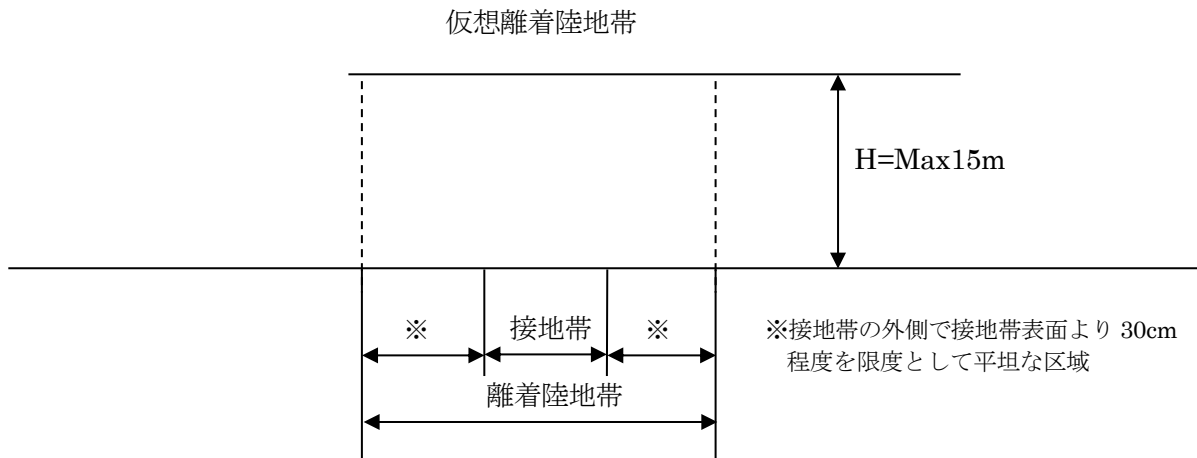 仮想離着陸地帯
H=Max15m
※
接地帯
※
※接地帯の外側で接地帯表面より 30cm
程度を限度として平坦な区域
離着陸地帯